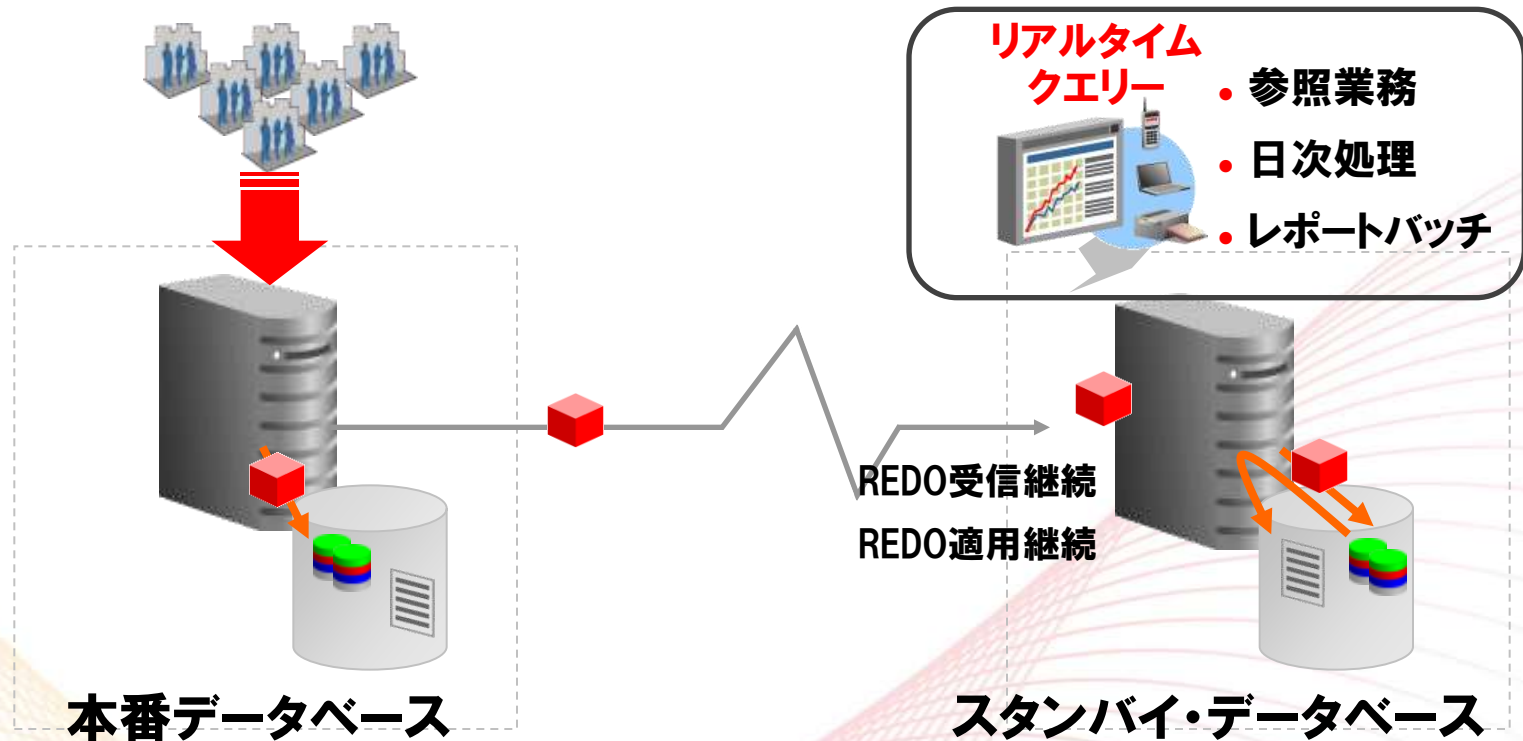 リアルタイム
クエリー
• 参照業務
• 日次処理
• レポートバッチ
REDO受信継続
REDO適用継続
本番データベース
スタンバイ・データベース